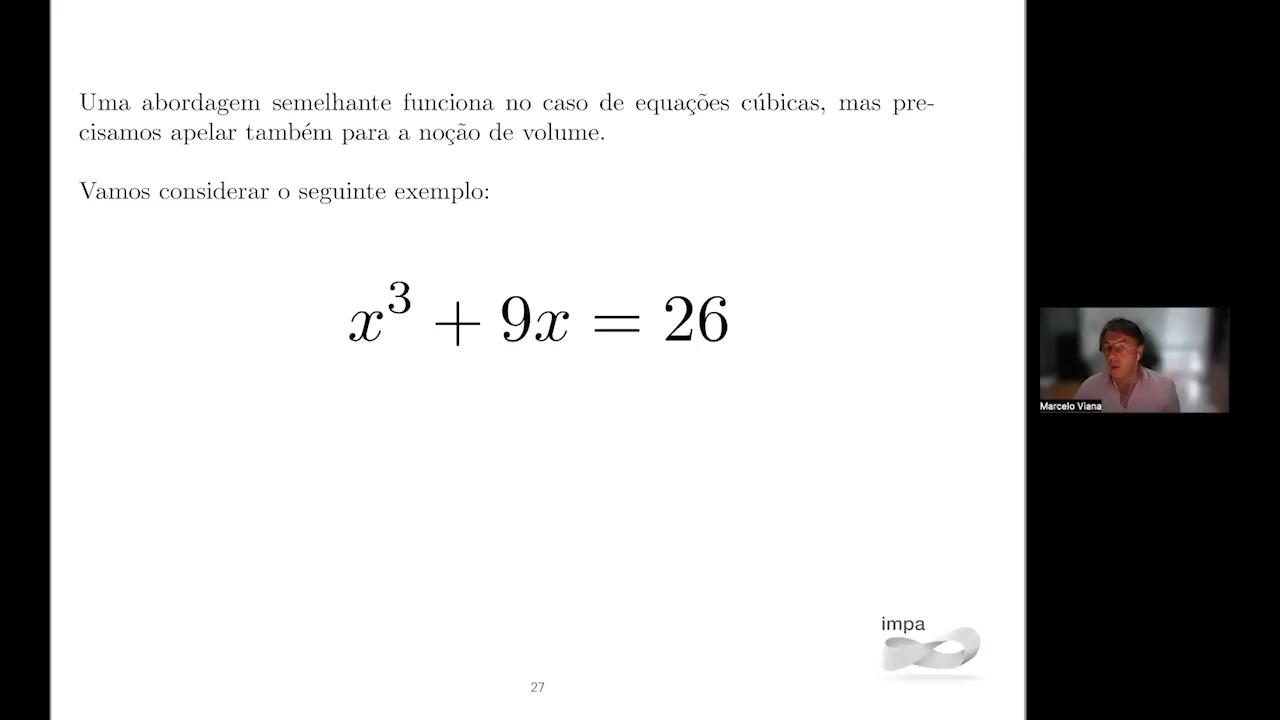 Uma abordagem semelhante funciona no caso de equações cúbicas, mas pre-
cisamos apelar também para a noção de volume.
Vamos considerar o seguinte exemplo:
x³ + 9x = 26
Marcelo Viana
impa
27